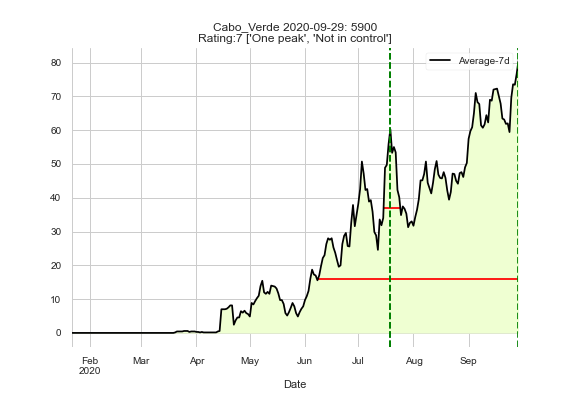 Cabo_Verde 2020-09-29: 5900
Rating:7 ['One peak', 'Not in control']
Average-7d
80
70
60
50
40
30
20
10
0
Feb Mar Apr May Jun Jul Aug Sep
2020
Date